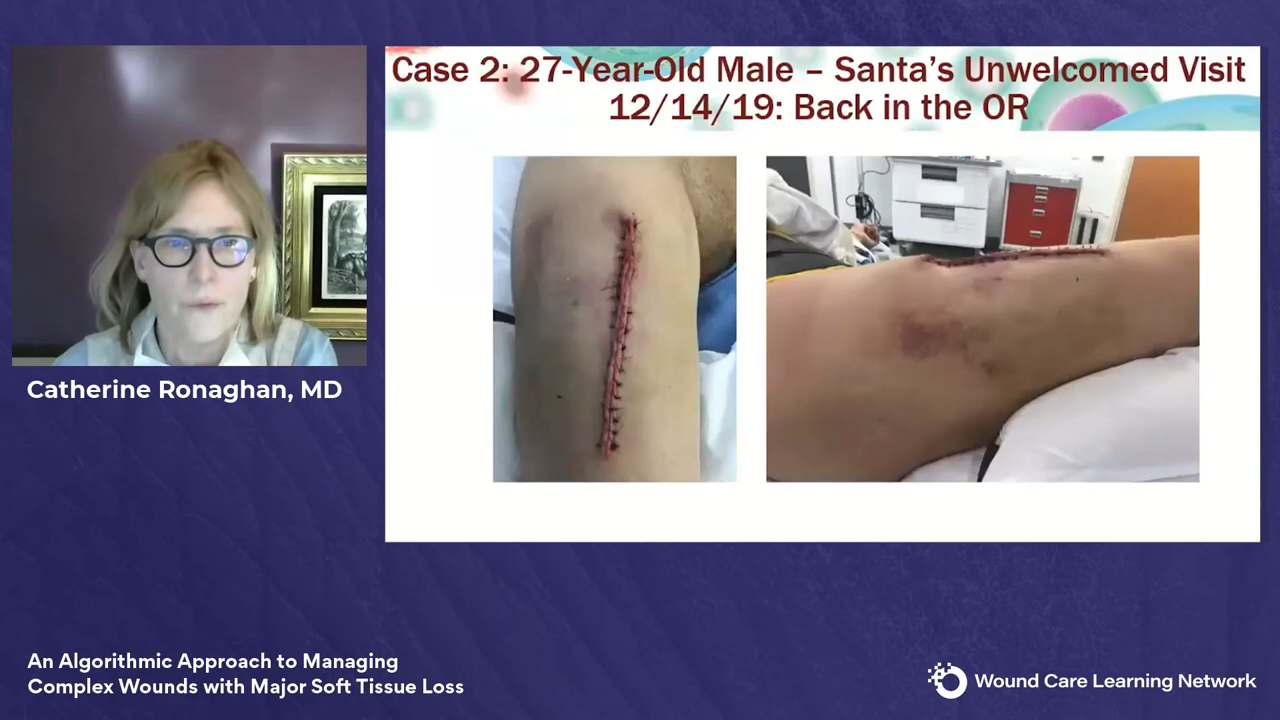 Case 2: 27-Year-Old Male – Santa's Unwelcomed Visit
12/14/19: Back in the OR
Catherine Ronaghan, MD
An Algorithmic Approach to Managing
Complex Wounds with Major Soft Tissue Loss
Wound Care Learning Network